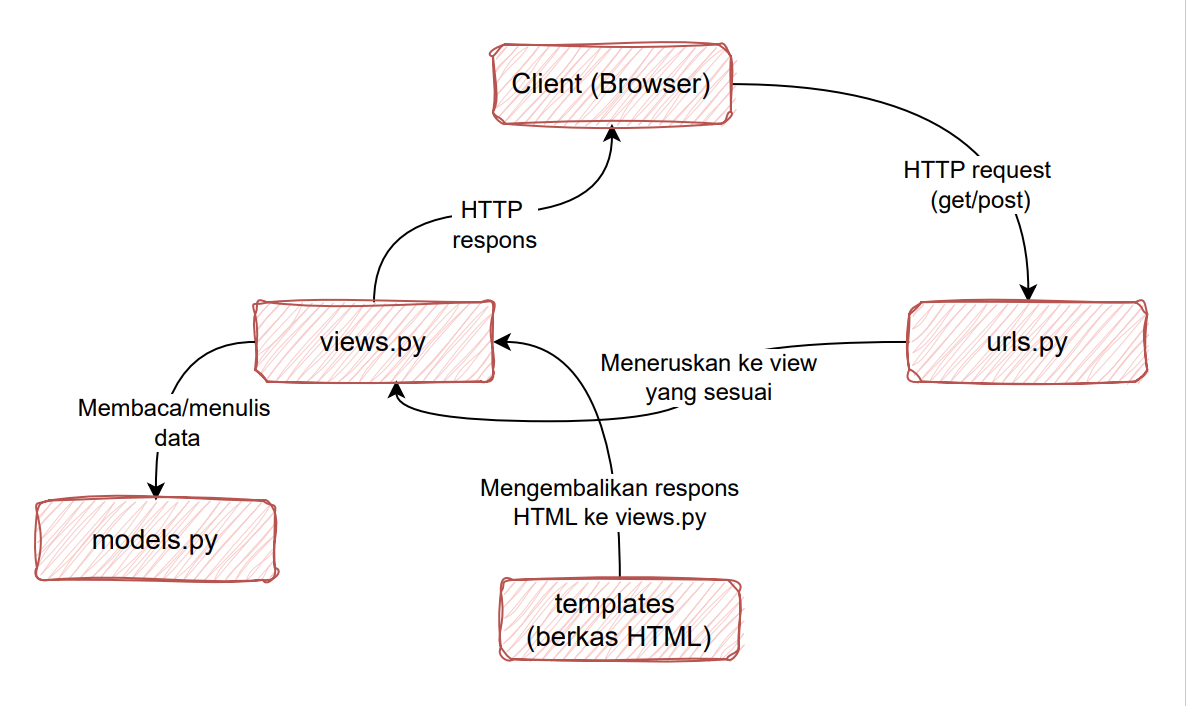 Client (Browser)
HTTP request
(get/post)
HTTP
respons
views.py
urls.py
Meneruskan ke view
yang sesuai
Membaca/menulis
data
Mengembalikan respons
HTML ke views.py
models.py
templates
(berkas HTML)